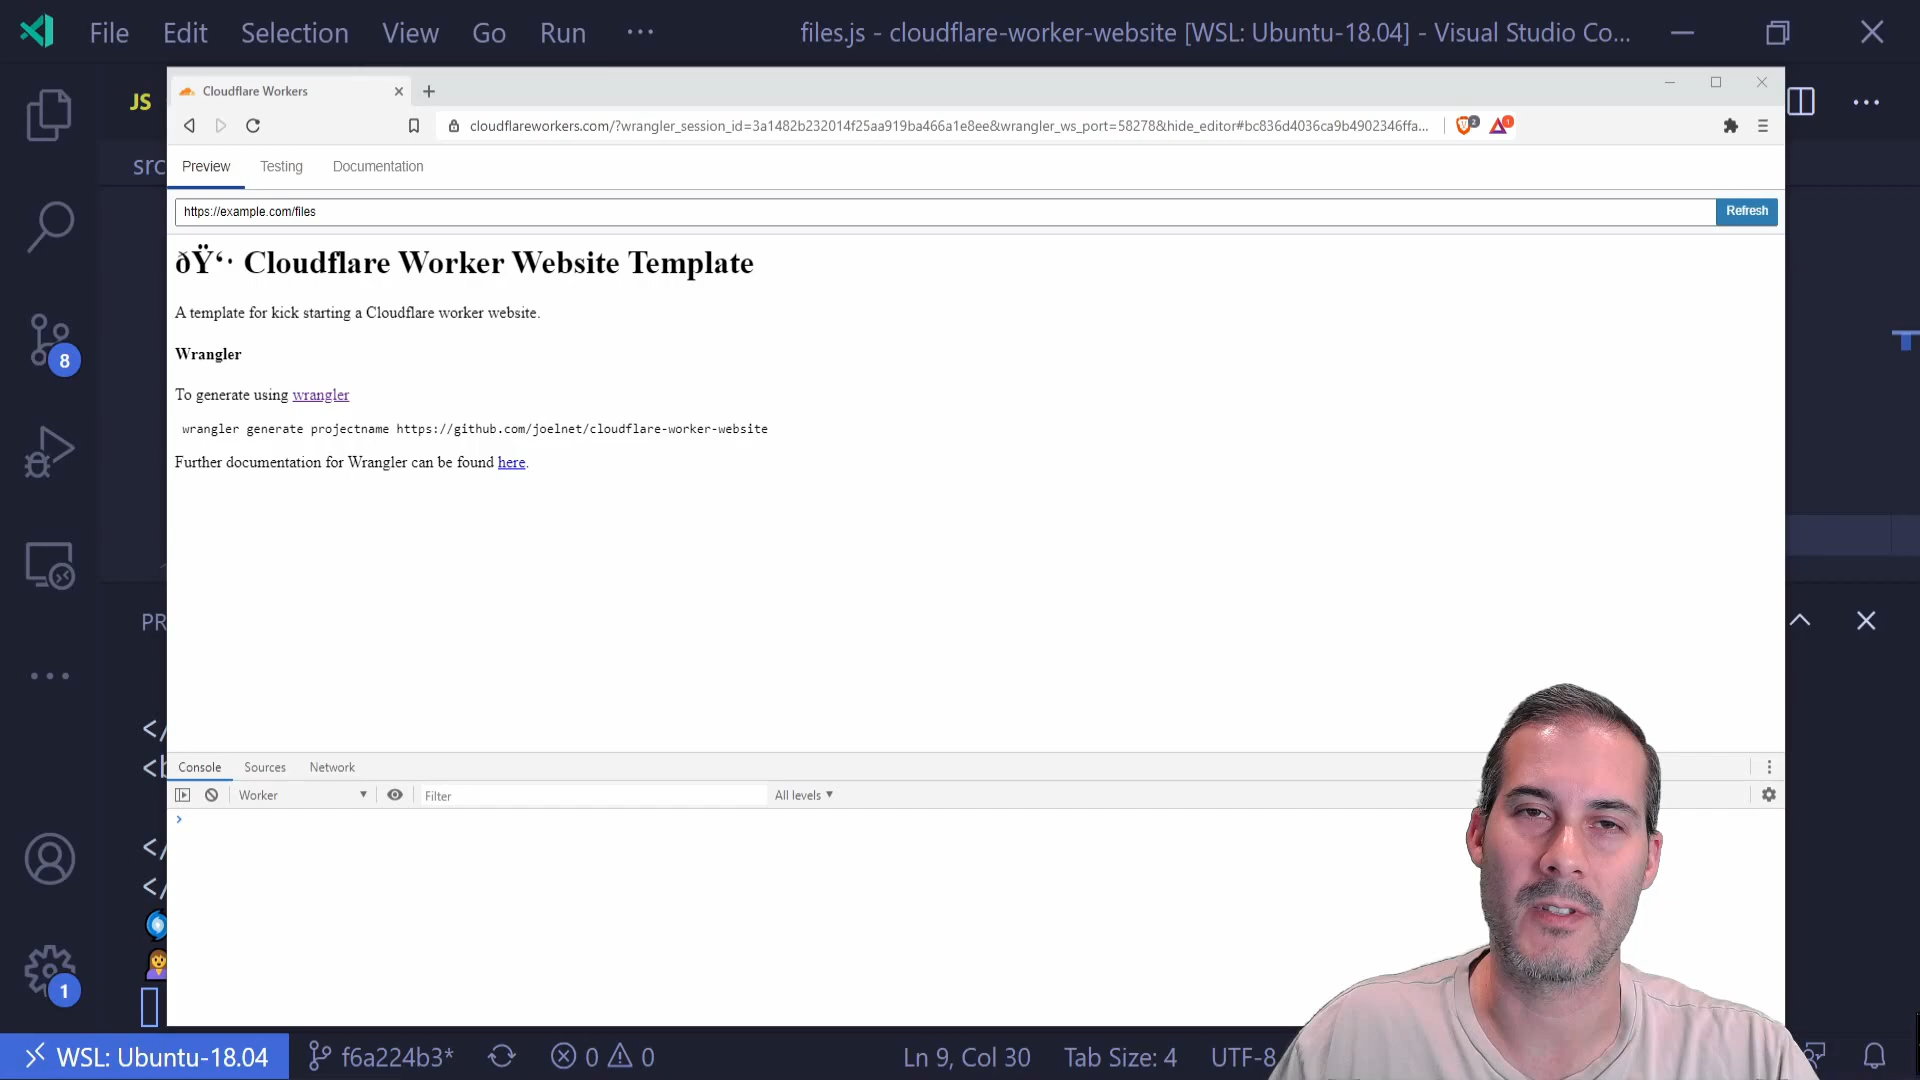 File Edit Selection View Go Run ··· files.js - cloudflare-worker-website [WSL: Ubuntu-18.04] - Visual Studio Co...
JS
Cloudflare Workers
cloudflareworkers.com/?wrangler_session_id=3a1482b232014f25aa919ba466a1e8ee&wrangler_ws_port=58278&hide_editor#bc836d4036ca9b4902346ffa...
2
1
src
Preview Testing Documentation
https://example.com/files
Refresh
ðŸ‘· Cloudflare Worker Website Template
A template for kick starting a Cloudflare worker website.
Wrangler
8
To generate using wrangler
wrangler generate projectname https://github.com/joelnet/cloudflare-worker-website
Further documentation for Wrangler can be found here.
PR
</
Console Sources Network
<b
Worker
Filter
All levels
</
</
1
WSL: Ubuntu-18.04 f6a224b3* 0 0 Ln 9, Col 30 Tab Size: 4 UTF-8